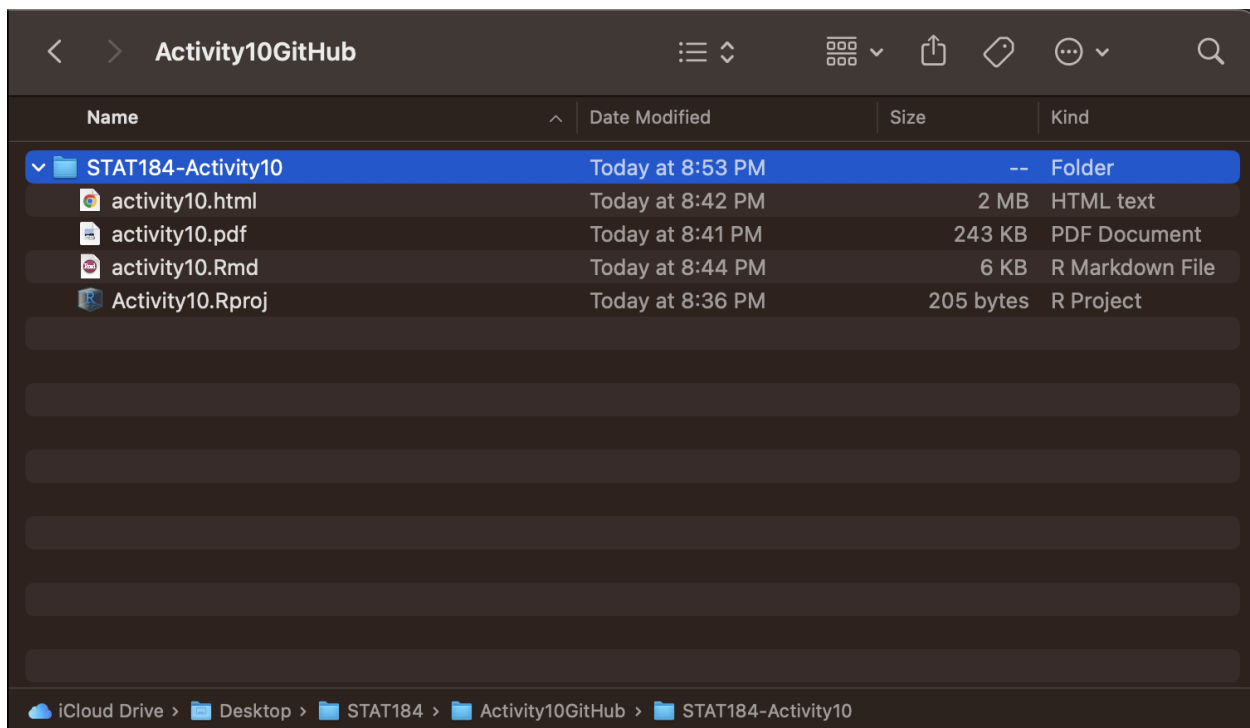 Activity10GitHub
Name Date Modified Size Kind
STAT184-Activity10 Today at 8:53 PM -- Folder
activity10.html Today at 8:42 PM 2 MB HTML text
activity10.pdf Today at 8:41 PM 243 KB PDF Document
activity10.Rmd Today at 8:44 PM 6 KB R Markdown File
Activity10.Rproj Today at 8:36 PM 205 bytes R Project
iCloud Drive › Desktop › STAT184 › Activity10GitHub › STAT184-Activity10